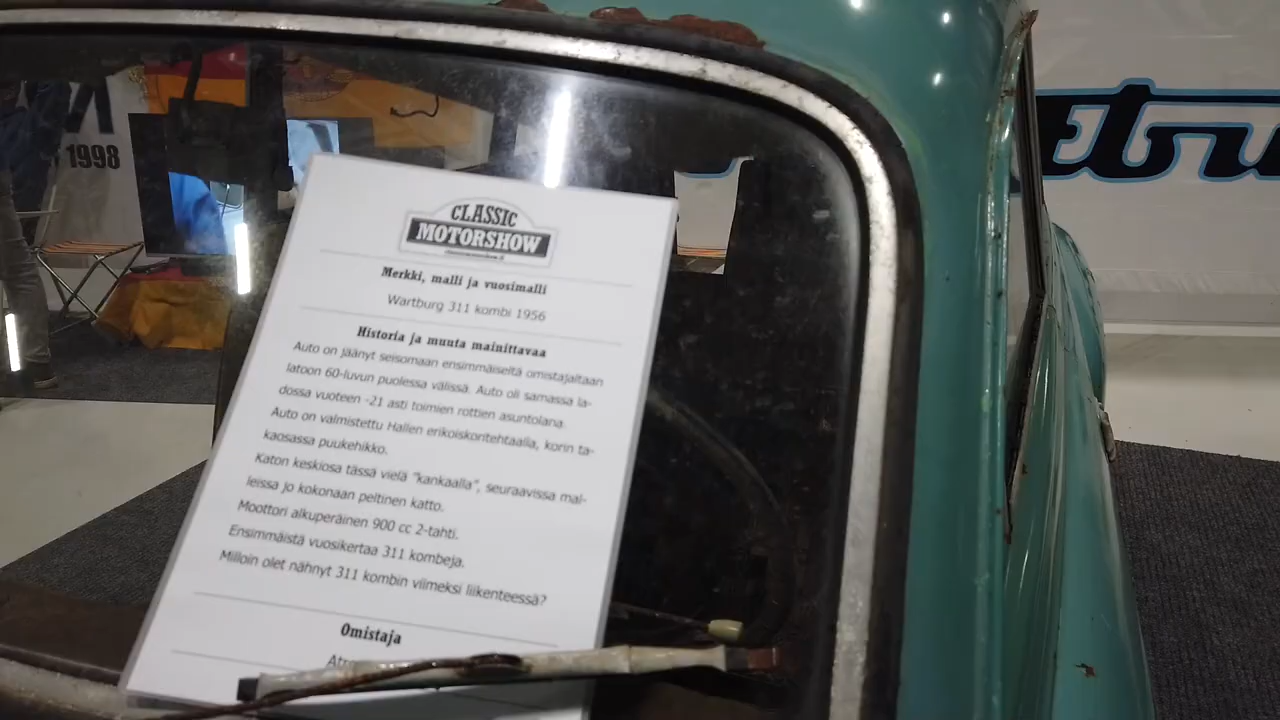 1998
CLASSIC
MOTORSHOW
Merkki, malli ja vuosimalli
Wartburg 311 kombi 1956
Historia ja muuta mainittavaa
Auto on jäänyt seisomaan ensimmäiseltä omistajaltaan
latoon 60-luvun puolessa välissä. Auto oli samassa la-
dossa vuoteen -21 asti toimien rottien asuntolana.
Auto on valmistettu Hallen erikoiskoritehtaalla, korin ta-
kaosassa puukehikko.
Katon keskiosa tässä vielä "kankaalla", seuraavissa mal-
leissa jo kokonaan peltinen katto.
Moottori alkuperäinen 900 cc 2-tahti.
Ensimmäistä vuosikertaa 311 kombeja.
Milloin olet nähnyt 311 kombin viimeksi liikenteessä?
Omistaja